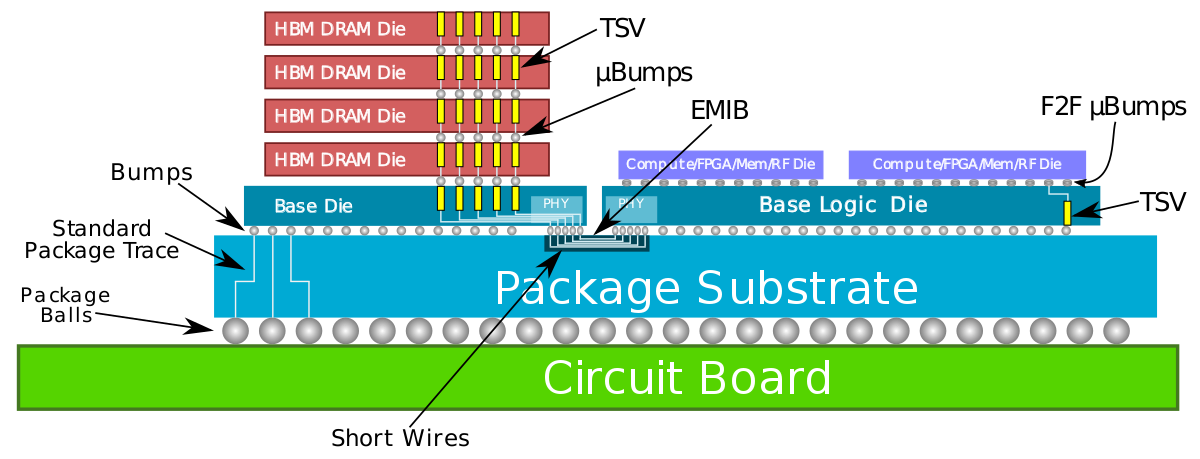 HBM DRAM Die
TSV
HBM DRAM Die
µBumps
HBM DRAM Die
EMIB
F2F µBumps
HBM DRAM Die
Compute/FPGA/Mem/RF Die
Compute/FPGA/Mem/RF Die
Bumps
Base Die
PHY
PHY
Base Logic Die
TSV
Standard
Package Trace
Package Substrate
Package
Balls
Circuit Board
Short Wires